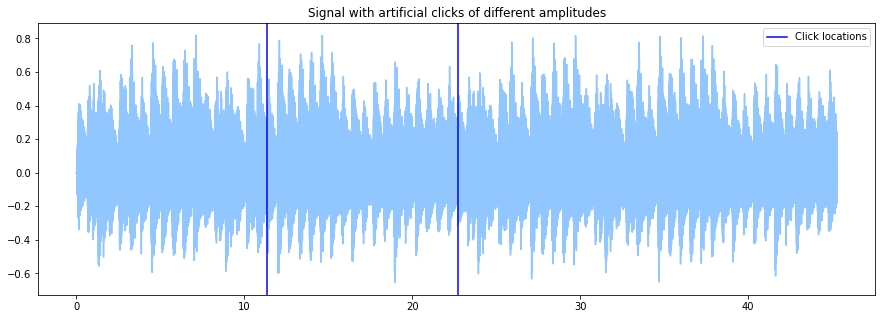 Signal with artificial clicks of different amplitudes
Click locations
0.8
0.6
0.4
0.2
0.0
−0.2
−0.4
−0.6
0 10 20 30 40